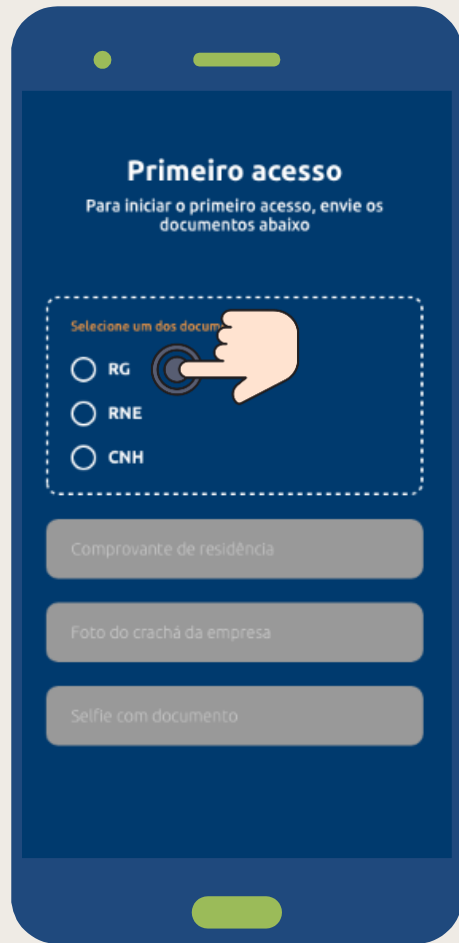 Primeiro acesso
Para iniciar o primeiro acesso, envie os
documentos abaixo
Selecione um dos
RG
RNE
CNH
Comprovante de residência
Foto do crachá da empresa
Selfie com documento